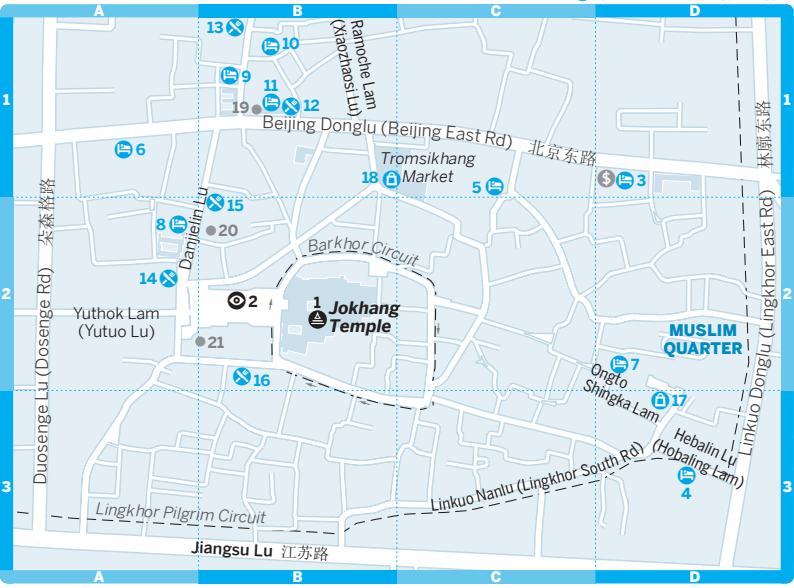 A B C D
13
10
Ramoche Lam
(Xiaozhaosi Lu)
9
11
19
12
1 1
Beijing Donglu (Beijing East Rd) 北京东路
林廓东路
6
Tromsikhang
Market
18
5
$
3
朵森格路
Danjielin Lu
15
8
20
Barkhor Circuit
14
2 2
2
1
Jokhang
Temple
Yuthok Lam
(Yutuo Lu)
21
MUSLIM
QUARTER
Duosenge Lu (Dosenge Rd)
Linkuo Donglu (Lingkhor East Rd)
7
16
Ongto
Shingka Lam
17
Hebalin Lu
(Hobaling Lam)
Linkuo Nanlu (Lingkhor South Rd)
4
3 3
Lingkhor Pilgrim Circuit
Jiangsu Lu 江苏路
A B C D